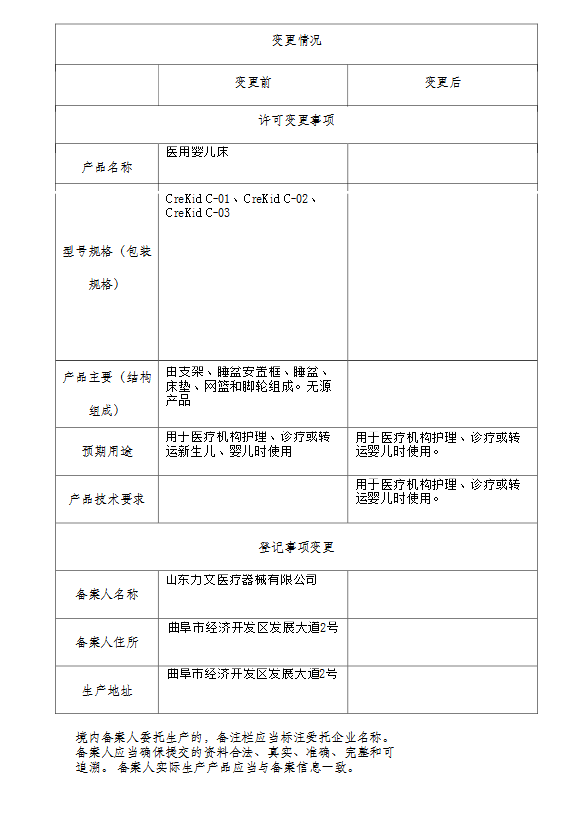 变更情况
变更前 变更后
许可变更事项
产品名称 医用婴儿床
型号规格（包装
规格）
CreKid C-01、CreKid C-02、
CreKid C-03
产品主要（结构
组成）
由支架、睡盆安置框、睡盆、
床垫、网篮和脚轮组成。无源
产品
预期用途
用于医疗机构护理、诊疗或转
运新生儿、婴儿时使用
用于医疗机构护理、诊疗或转
运婴儿时使用。
产品技术要求
用于医疗机构护理、诊疗或转
运婴儿时使用。
登记事项变更
备案人名称 山东力文医疗器械有限公司
备案人住所 曲阜市经济开发区发展大道2号
生产地址 曲阜市经济开发区发展大道2号
境内备案人委托生产的，备注栏应当标注受托企业名称。
备案人应当确保提交的资料合法、真实、准确、完整和可
追溯。 备案人实际生产产品应当与备案信息一致。